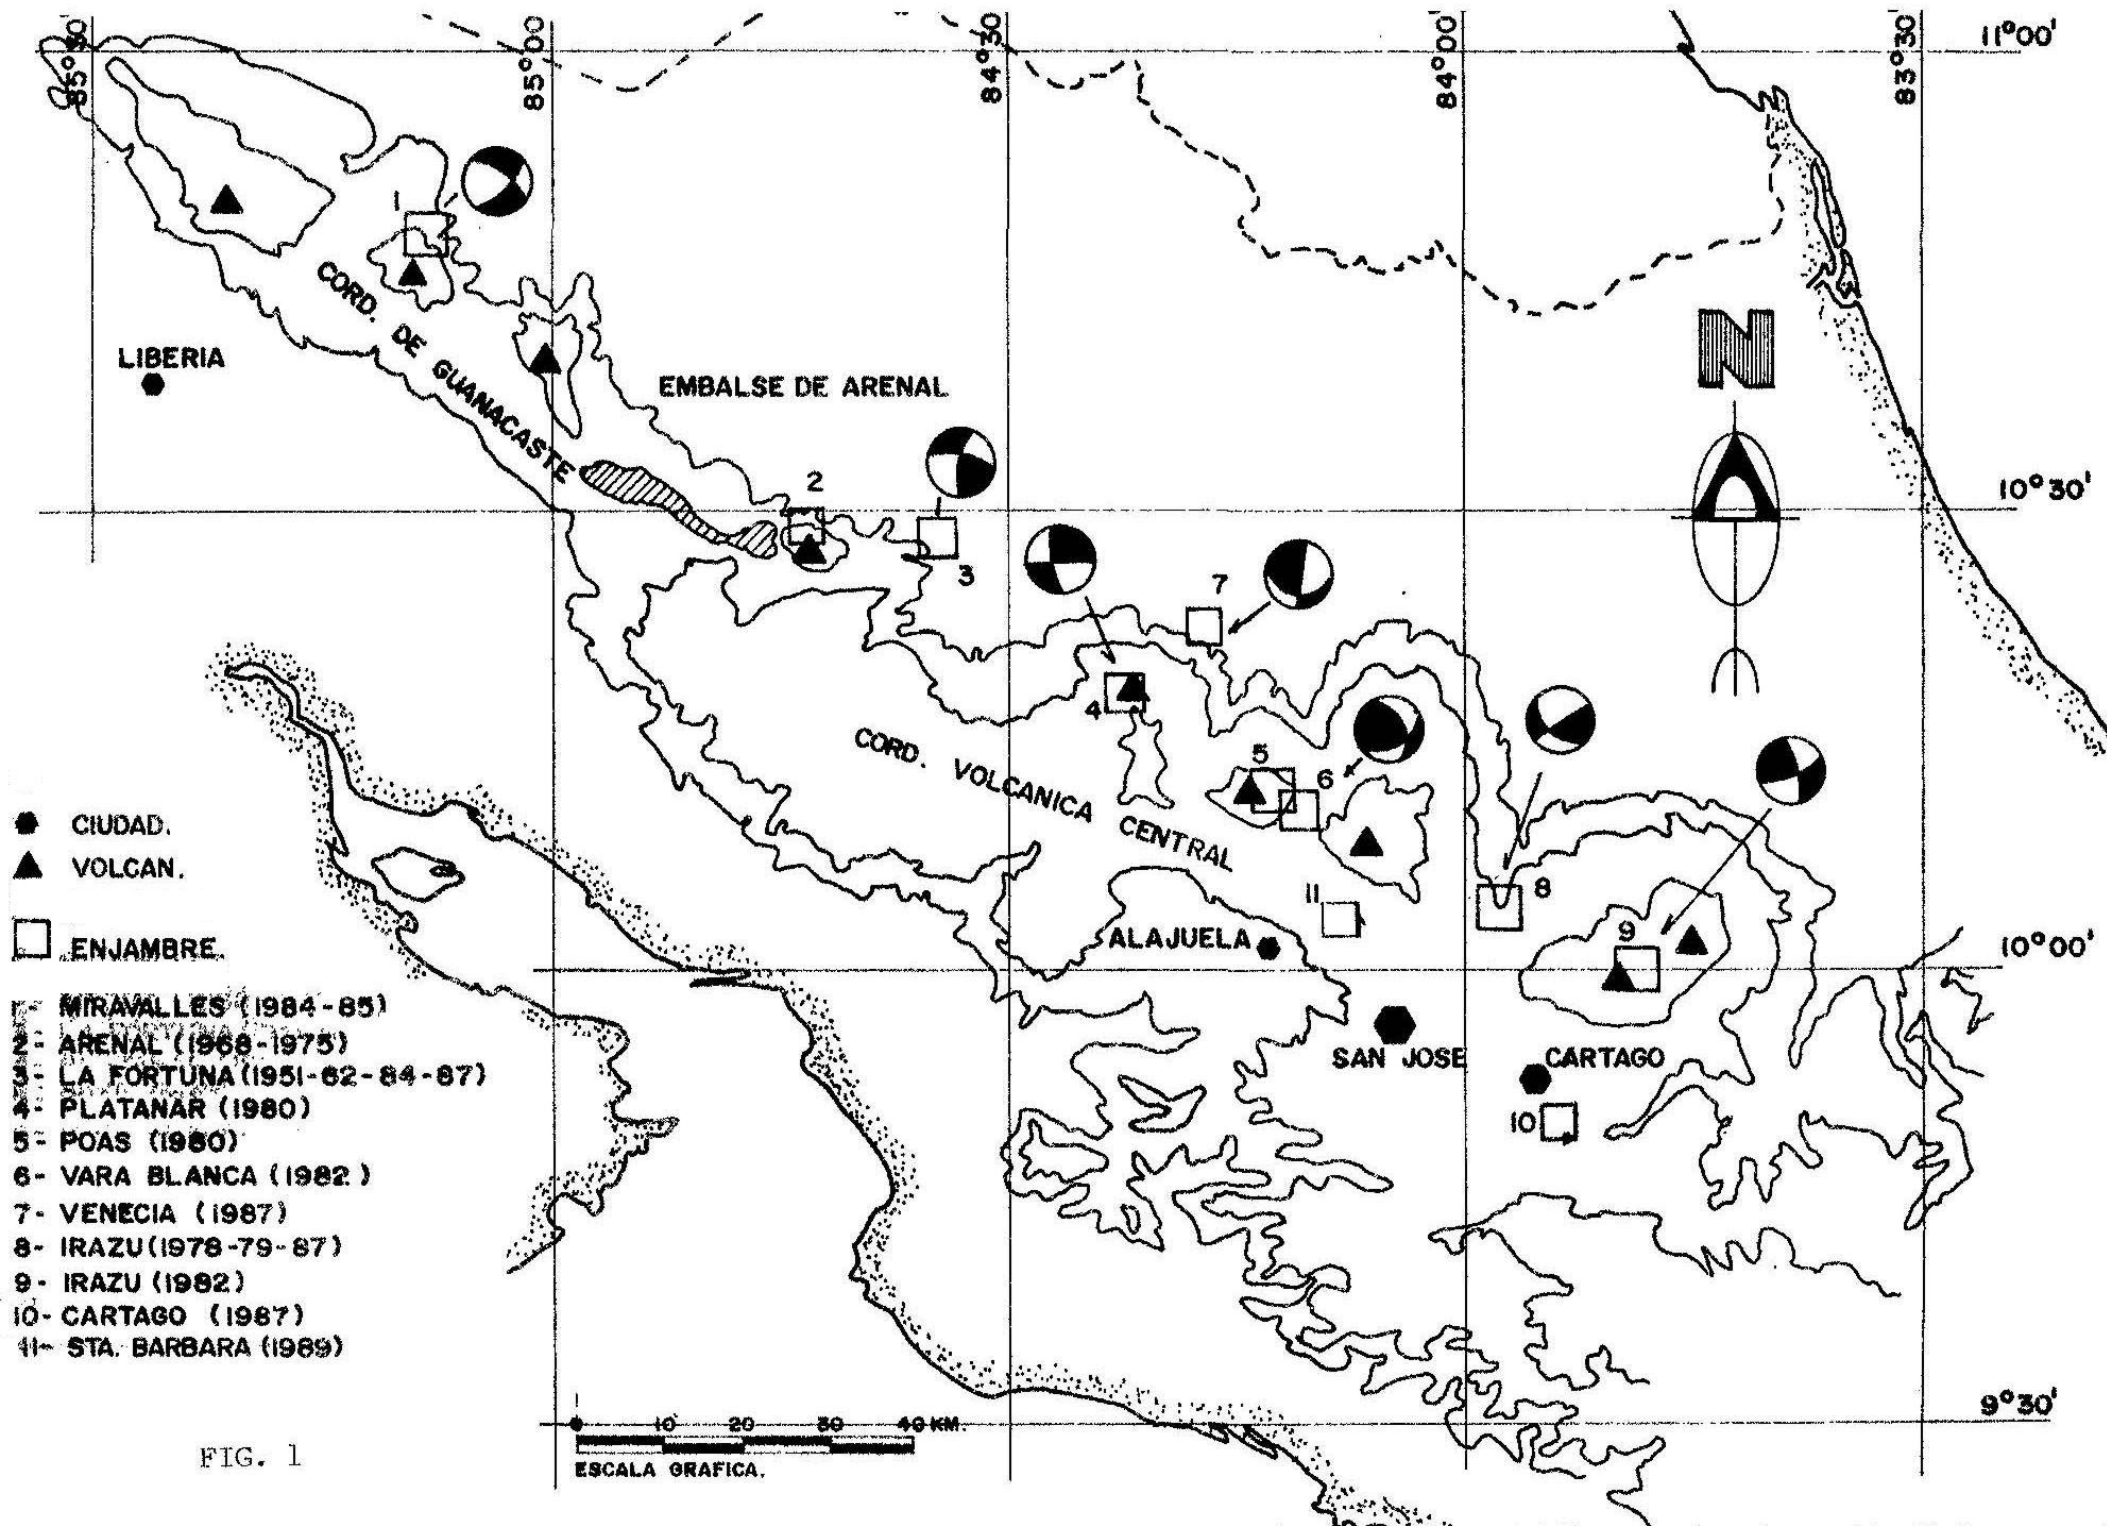 85°30
85°00
84°30
84°00'
83°30
11°00'
1
CORD. DE GUANACASTE
LIBERIA
EMBALSE DE ARENAL
N
10°30'
2
3
7
4
CORD. VOLCANICA CENTRAL
5
6
8
11
ALAJUELA
9
10°00'
SAN JOSE
CARTAGO
10
CIUDAD.
VOLCAN.
ENJAMBRE.
1- MIRAVALLES (1984-85)
2- ARENAL (1968-1975)
3- LA FORTUNA (1951-62-84-87)
4- PLATANAR (1980)
5- POAS (1980)
6- VARA BLANCA (1982)
7- VENECIA (1987)
8- IRAZU (1978-79-87)
9- IRAZU (1982)
10- CARTAGO (1987)
11- STA. BARBARA (1989)
9°30'
0 10 20 30 40 KM.
ESCALA GRAFICA.
FIG. 1